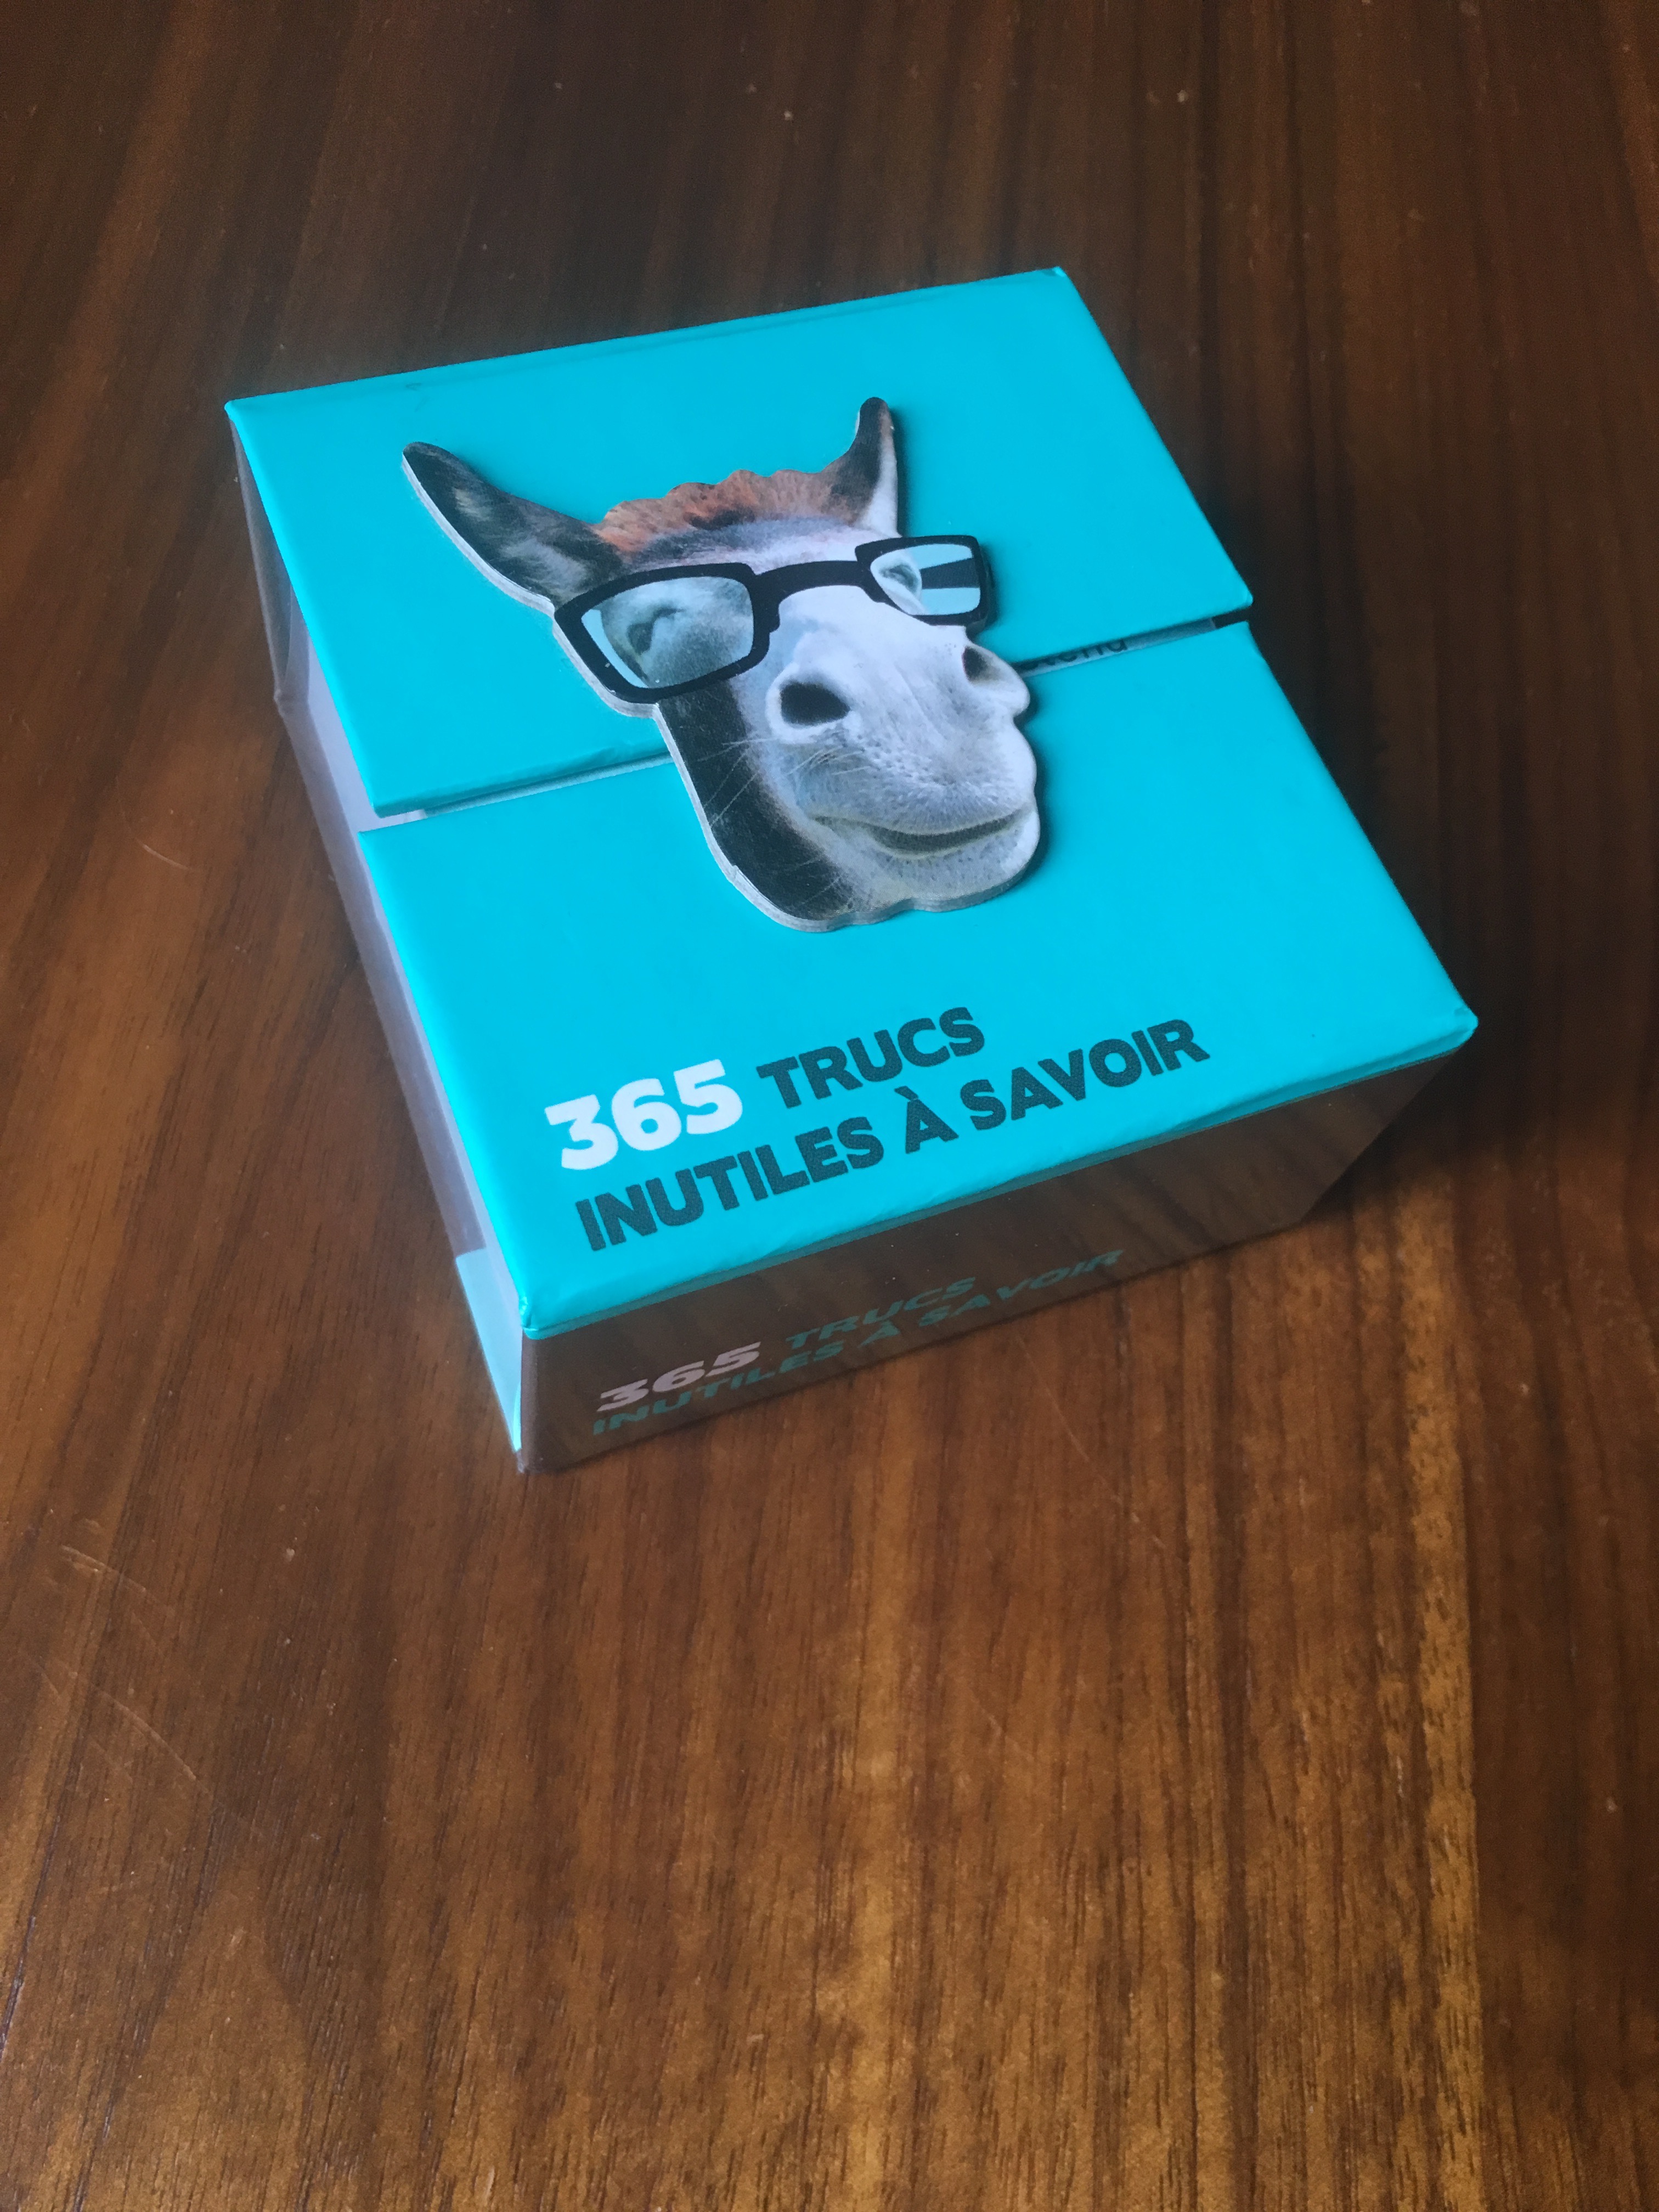 365 TRUCS
INUTILES À SAVOIR
365 TRUCS
INUTILES À SAVOIR